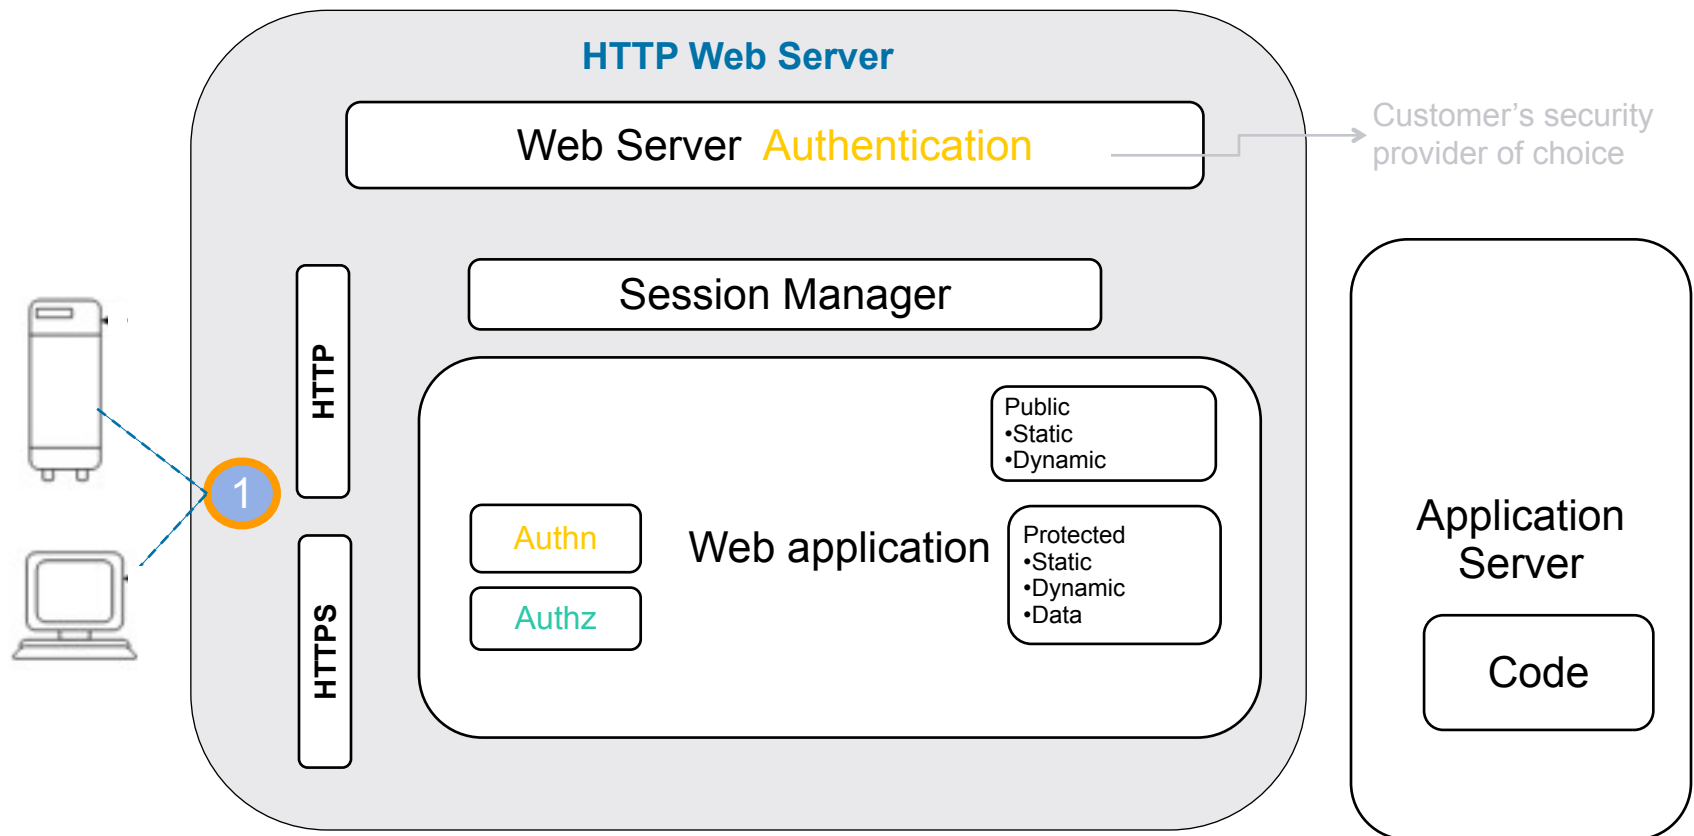 HTTP Web Server
Web Server Authentication
Customer’s security
provider of choice
Session Manager
HTTP
Public
•Static
•Dynamic
1
Authn
Web application
Protected
•Static
•Dynamic
•Data
Authz
HTTPS
Application
Server
Code